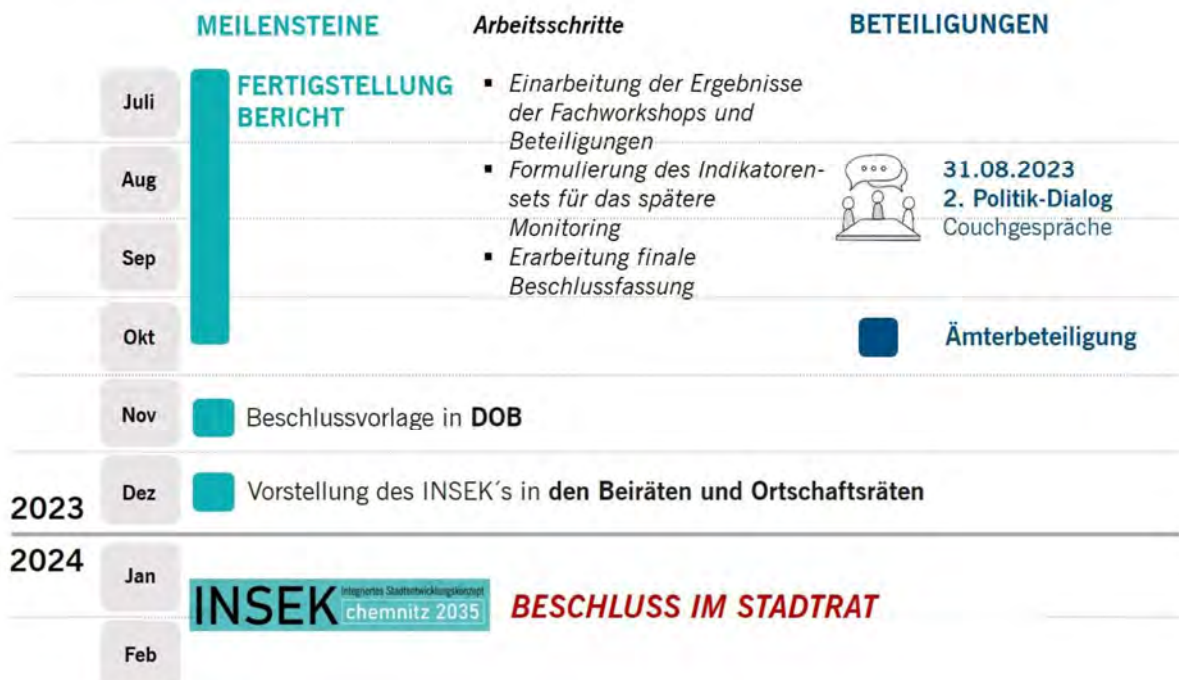 MEILENSTEINE
Arbeitsschritte
BETEILIGUNGEN
Juli
FERTIGSTELLUNG
BERICHT
▪ Einarbeitung der Ergebnisse
der Fachworkshops und
Beteiligungen
Aug
▪ Formulierung des Indikatoren-
sets für das spätere
Monitoring
31.08.2023
2. Politik-Dialog
Couchgespräche
Sep
▪ Erarbeitung finale
Beschlussfassung
Okt
Ämterbeteiligung
Nov
Beschlussvorlage in DOB
Dez
Vorstellung des INSEK´s in den Beiräten und Ortschaftsräten
2023
2024
Jan
INSEK
Integriertes Stadtentwicklungskonzept
chemnitz 2035
BESCHLUSS IM STADTRAT
Feb